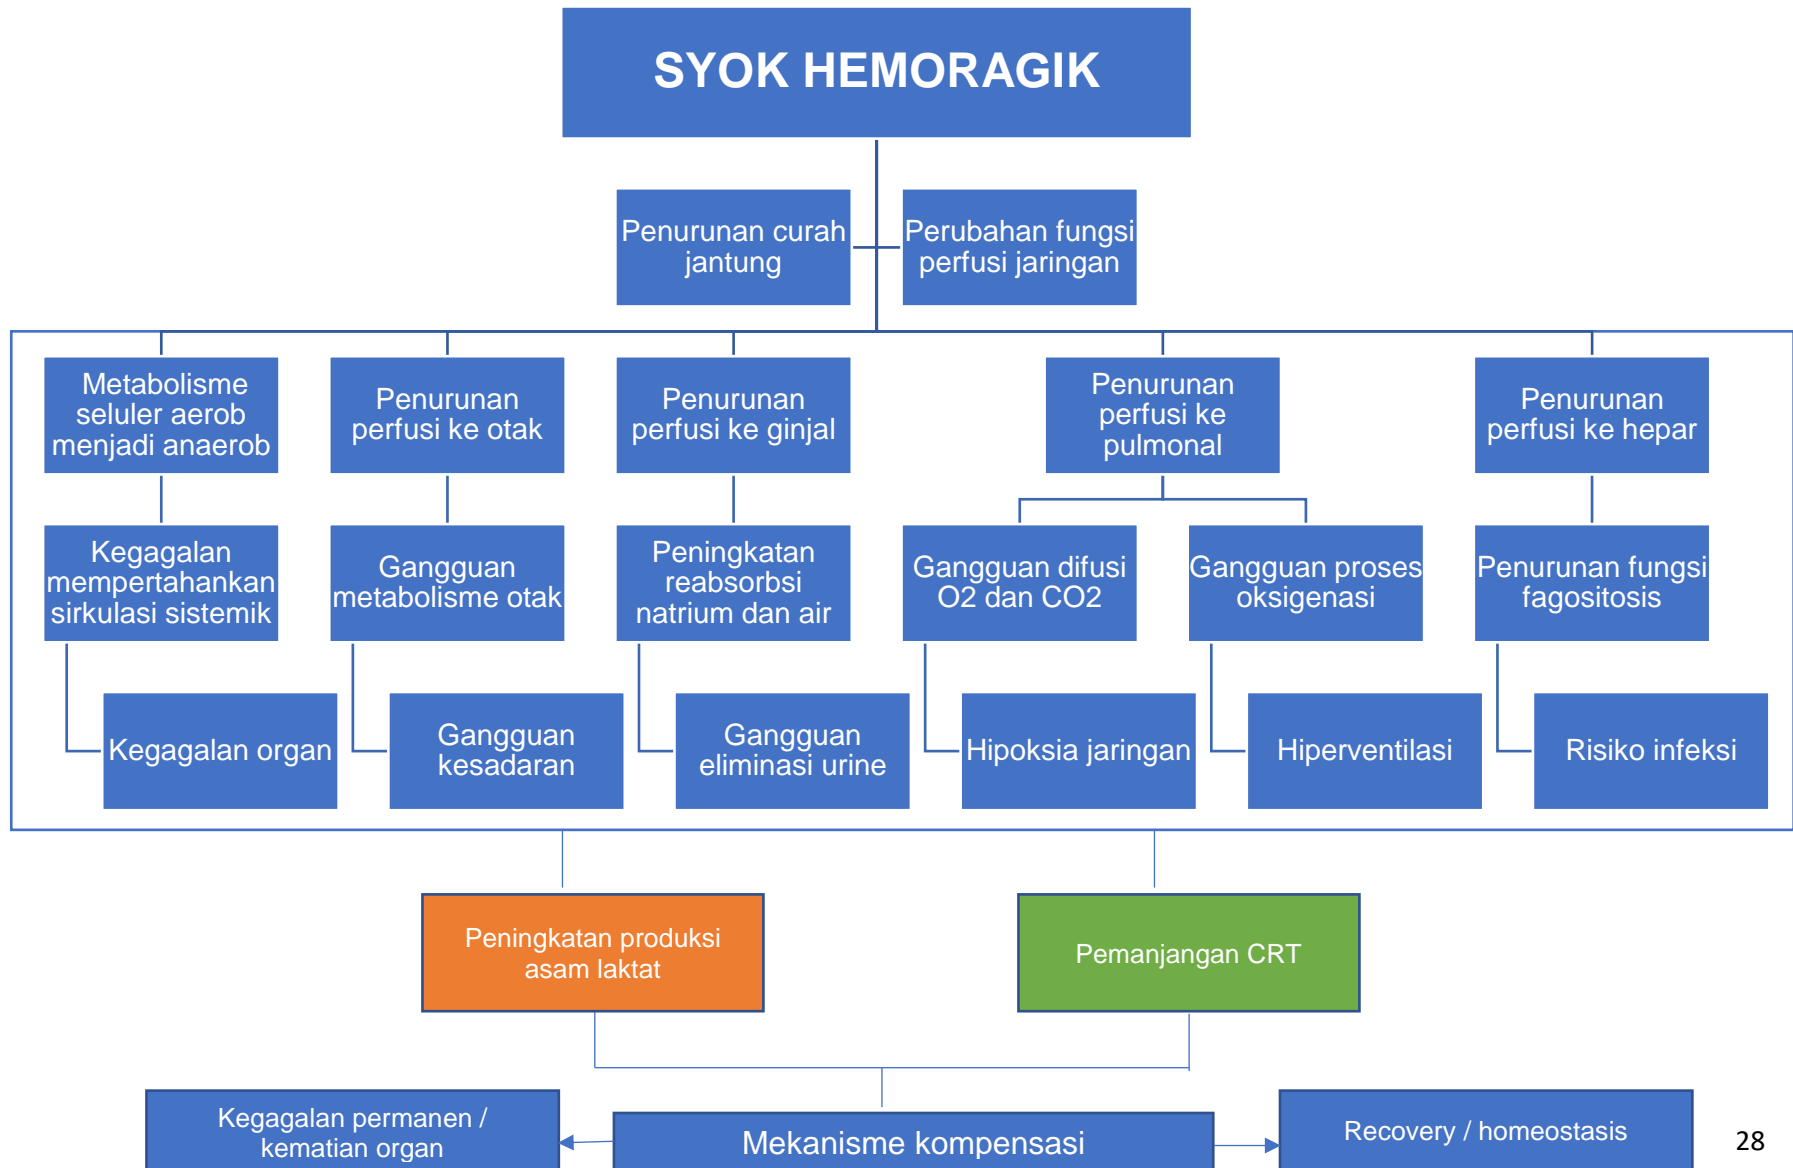 SYOK HEMORAGIK
Penurunan curah
jantung
Perubahan fungsi
perfusi jaringan
Metabolisme
seluler aerob
menjadi anaerob
Penurunan
perfusi ke otak
Penurunan
perfusi ke ginjal
Penurunan
perfusi ke
pulmonal
Penurunan
perfusi ke hepar
Kegagalan
mempertahankan
sirkulasi sistemik
Gangguan
metabolisme otak
Peningkatan
reabsorbsi
natrium dan air
Gangguan difusi
O2 dan CO2
Gangguan proses
oksigenasi
Penurunan fungsi
fagositosis
Kegagalan organ
Gangguan
kesadaran
Gangguan
eliminasi urine
Hipoksia jaringan
Hiperventilasi
Risiko infeksi
Peningkatan produksi
asam laktat
Pemanjangan CRT
Kegagalan permanen /
kematian organ
Mekanisme kompensasi
Recovery / homeostasis
28